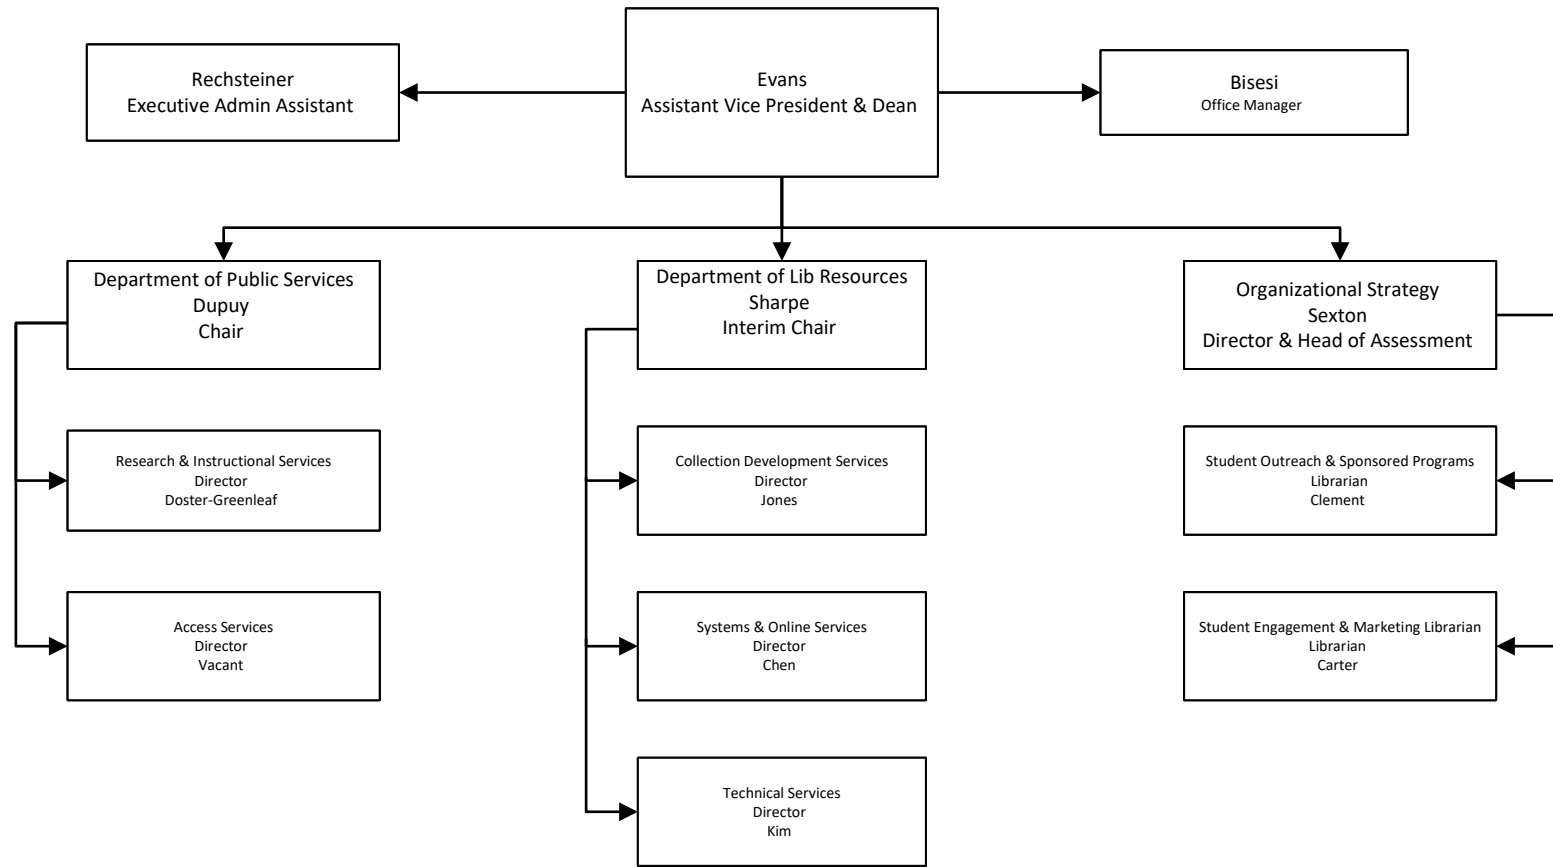 Rechsteiner
Executive Admin Assistant
Evans
Assistant Vice President & Dean
Bisesi
Office Manager
Department of Public Services
Dupuy
Chair
Department of Lib Resources
Sharpe
Interim Chair
Organizational Strategy
Sexton
Director & Head of Assessment
Research & Instructional Services
Director
Doster-Greenleaf
Collection Development Services
Director
Jones
Student Outreach & Sponsored Programs
Librarian
Clement
Access Services
Director
Vacant
Systems & Online Services
Director
Chen
Student Engagement & Marketing Librarian
Librarian
Carter
Technical Services
Director
Kim